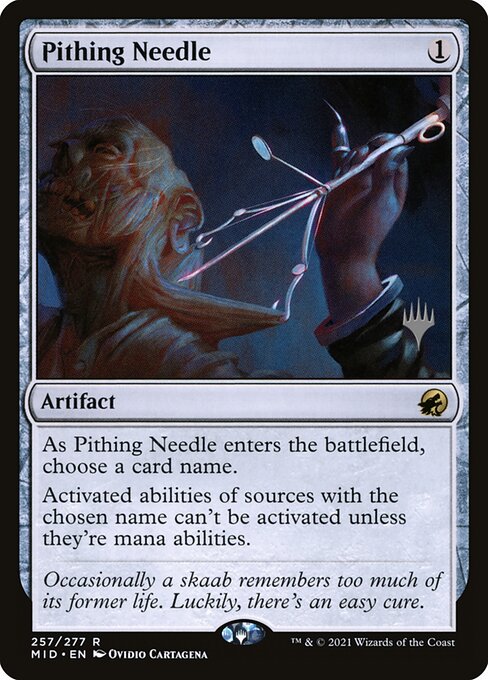 Pithing Needle 1
Artifact
As Pithing Needle enters the battlefield,
choose a card name.
Activated abilities of sources with the
chosen name can't be activated unless
they're mana abilities.
Occasionally a skaab remembers too much of
its former life. Luckily, there's an easy cure.
257/277 R
MID • EN Ovidio Cartagena
™ & © 2021 Wizards of the Coast